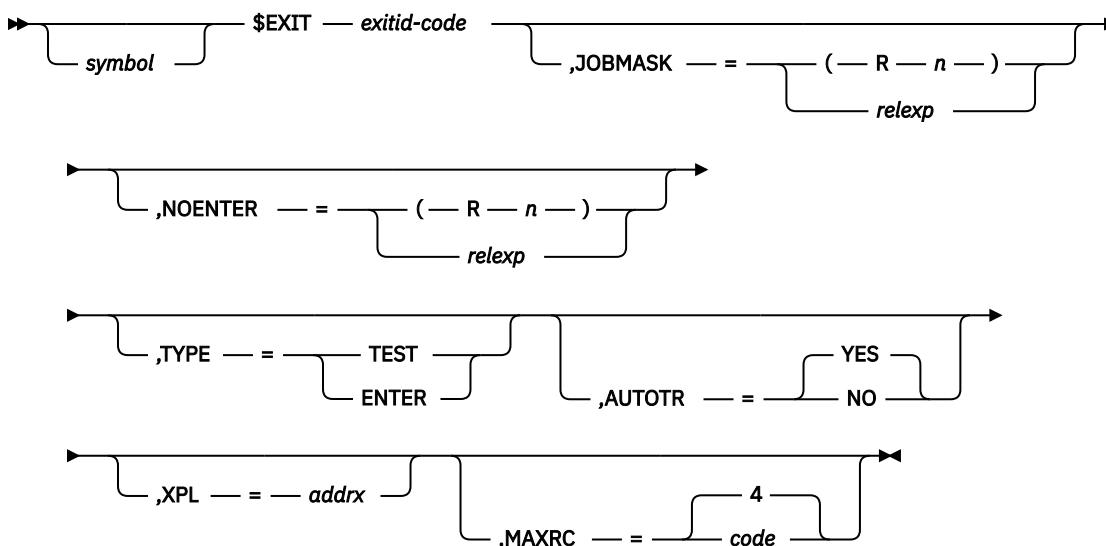 $EXIT exitid-code
symbol ,JOBMASK = ( R n )
relexp
,NOENTER = ( R n )
relexp
,TYPE = TEST YES
ENTER ,AUTOTR = NO
,XPL = addrx 4
,MAXRC = code